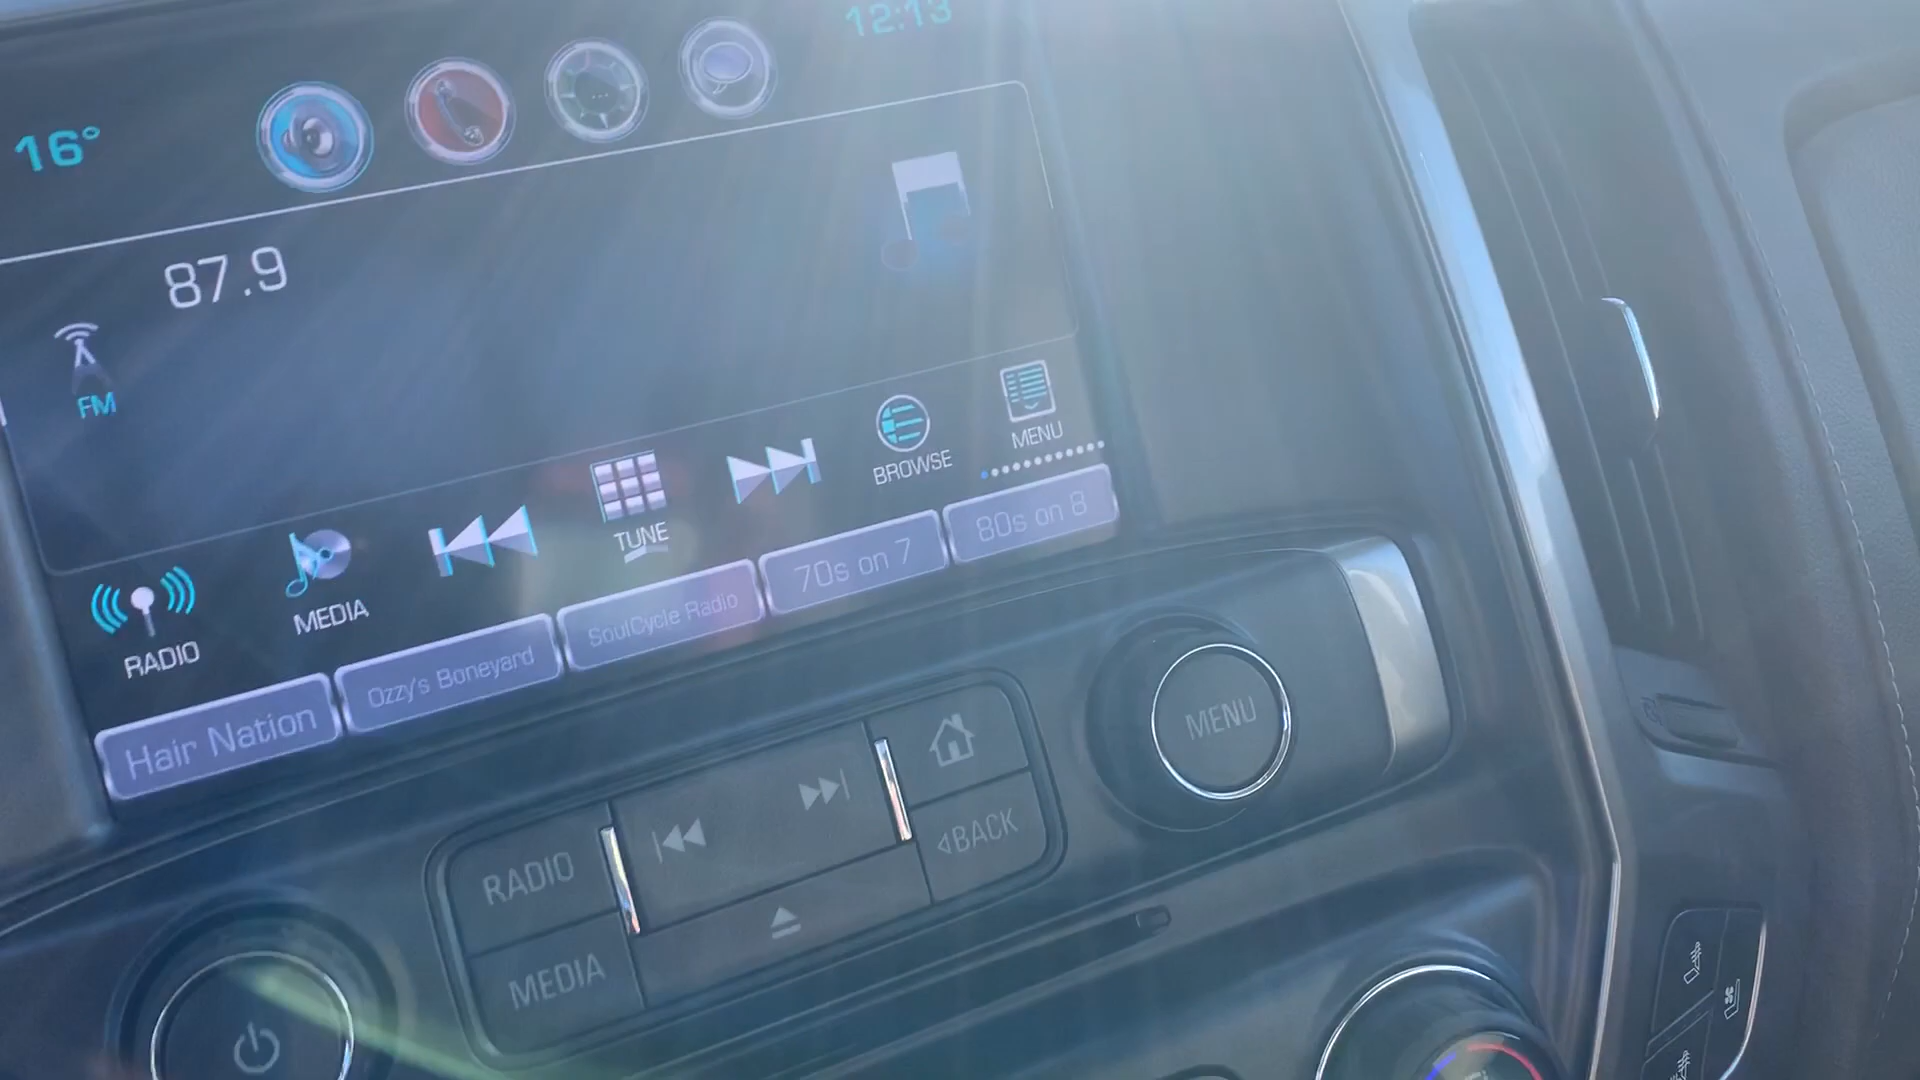 12:13
16°
87.9
FM
RADIO
MEDIA
TUNE
BROWSE
MENU
Hair Nation
Ozzy's Boneyard
SoulCycle Radio
70s on 7
80s on 8
MENU
RADIO
BACK
MEDIA